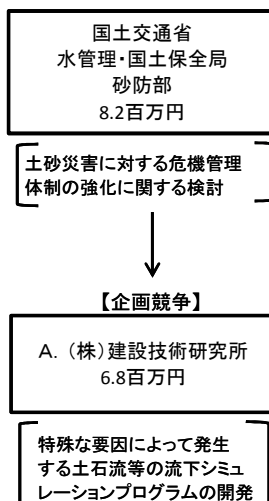 国土交通省
水管理・国土保全局
砂防部
8.2百万円
土砂災害に対する危機管理
体制の強化に関する検討
【企画競争】
A.（株）建設技術研究所
6.8百万円
特殊な要因によって発生
する土石流等の流下シミュ
レーションプログラムの開発